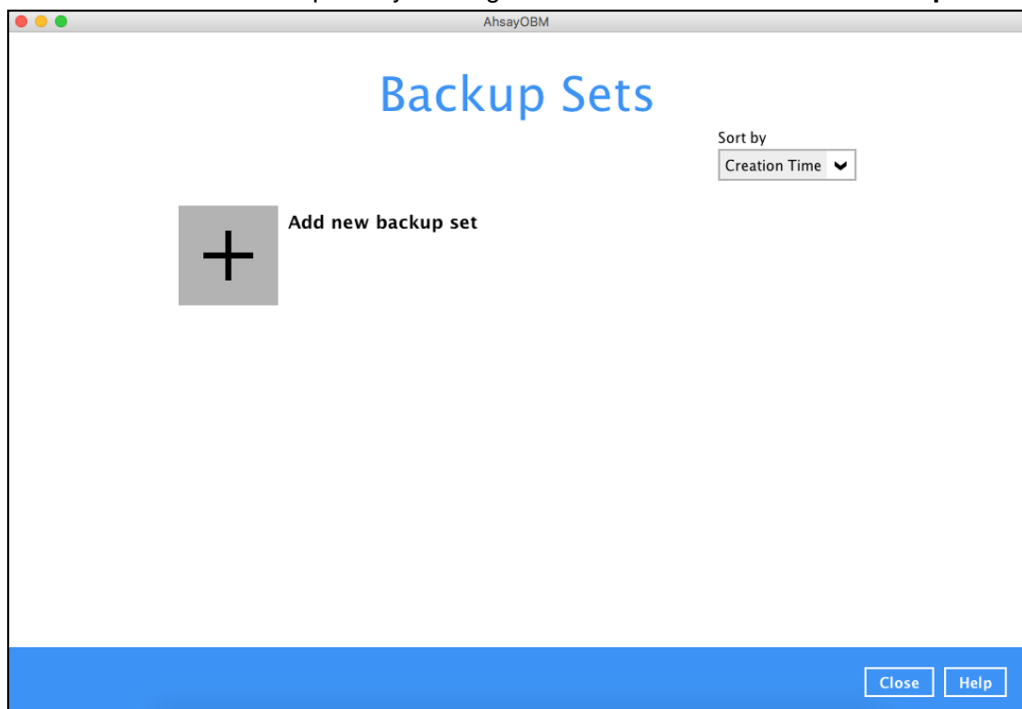 AhsayOBM
Backup Sets
Sort by
Creation Time
Add new backup set
Close Help